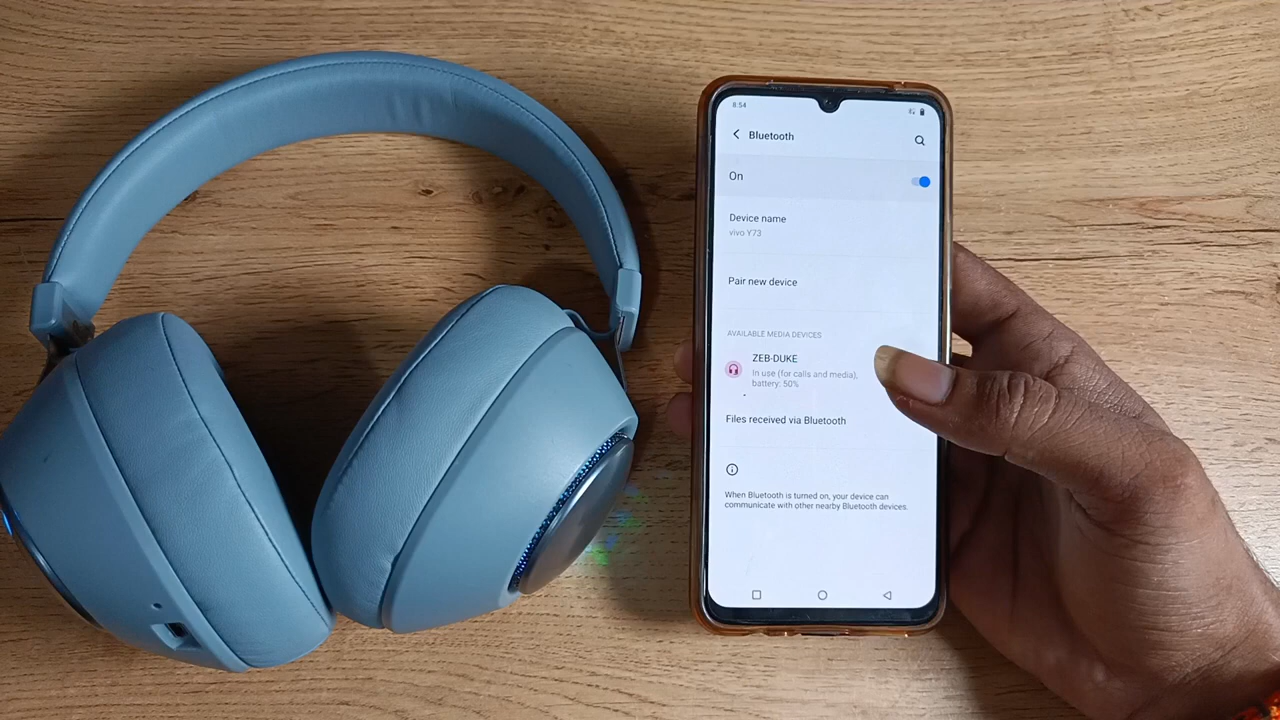 8:54
Bluetooth
On
Device name
vivo Y73
Pair new device
AVAILABLE MEDIA DEVICES
ZEB-DUKE
In use (for calls and media),
battery: 50%
Files received via Bluetooth
When Bluetooth is turned on, your device can
communicate with other nearby Bluetooth devices.